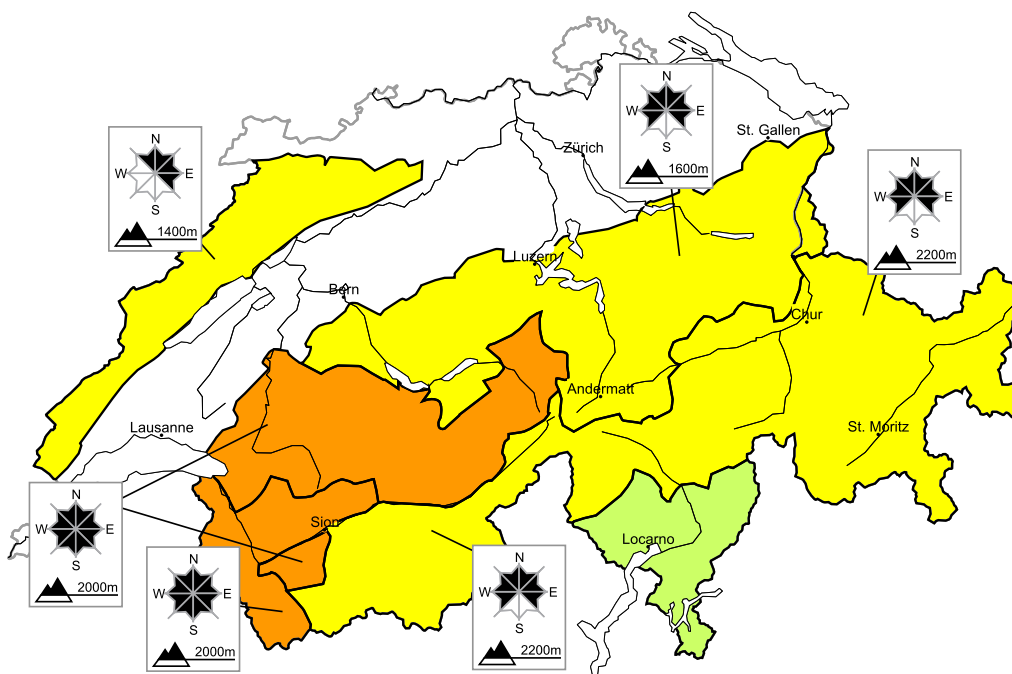 N
W E
S
1600m
St. Gallen
Zürich
N
W E
S
1400m
N
W E
S
2200m
Luzern
Bern
Chur
Andermatt
Lausanne
St. Moritz
N
W E
S
2000m
Sion
Locarno
N
W E
S
2000m
N
W E
S
2200m